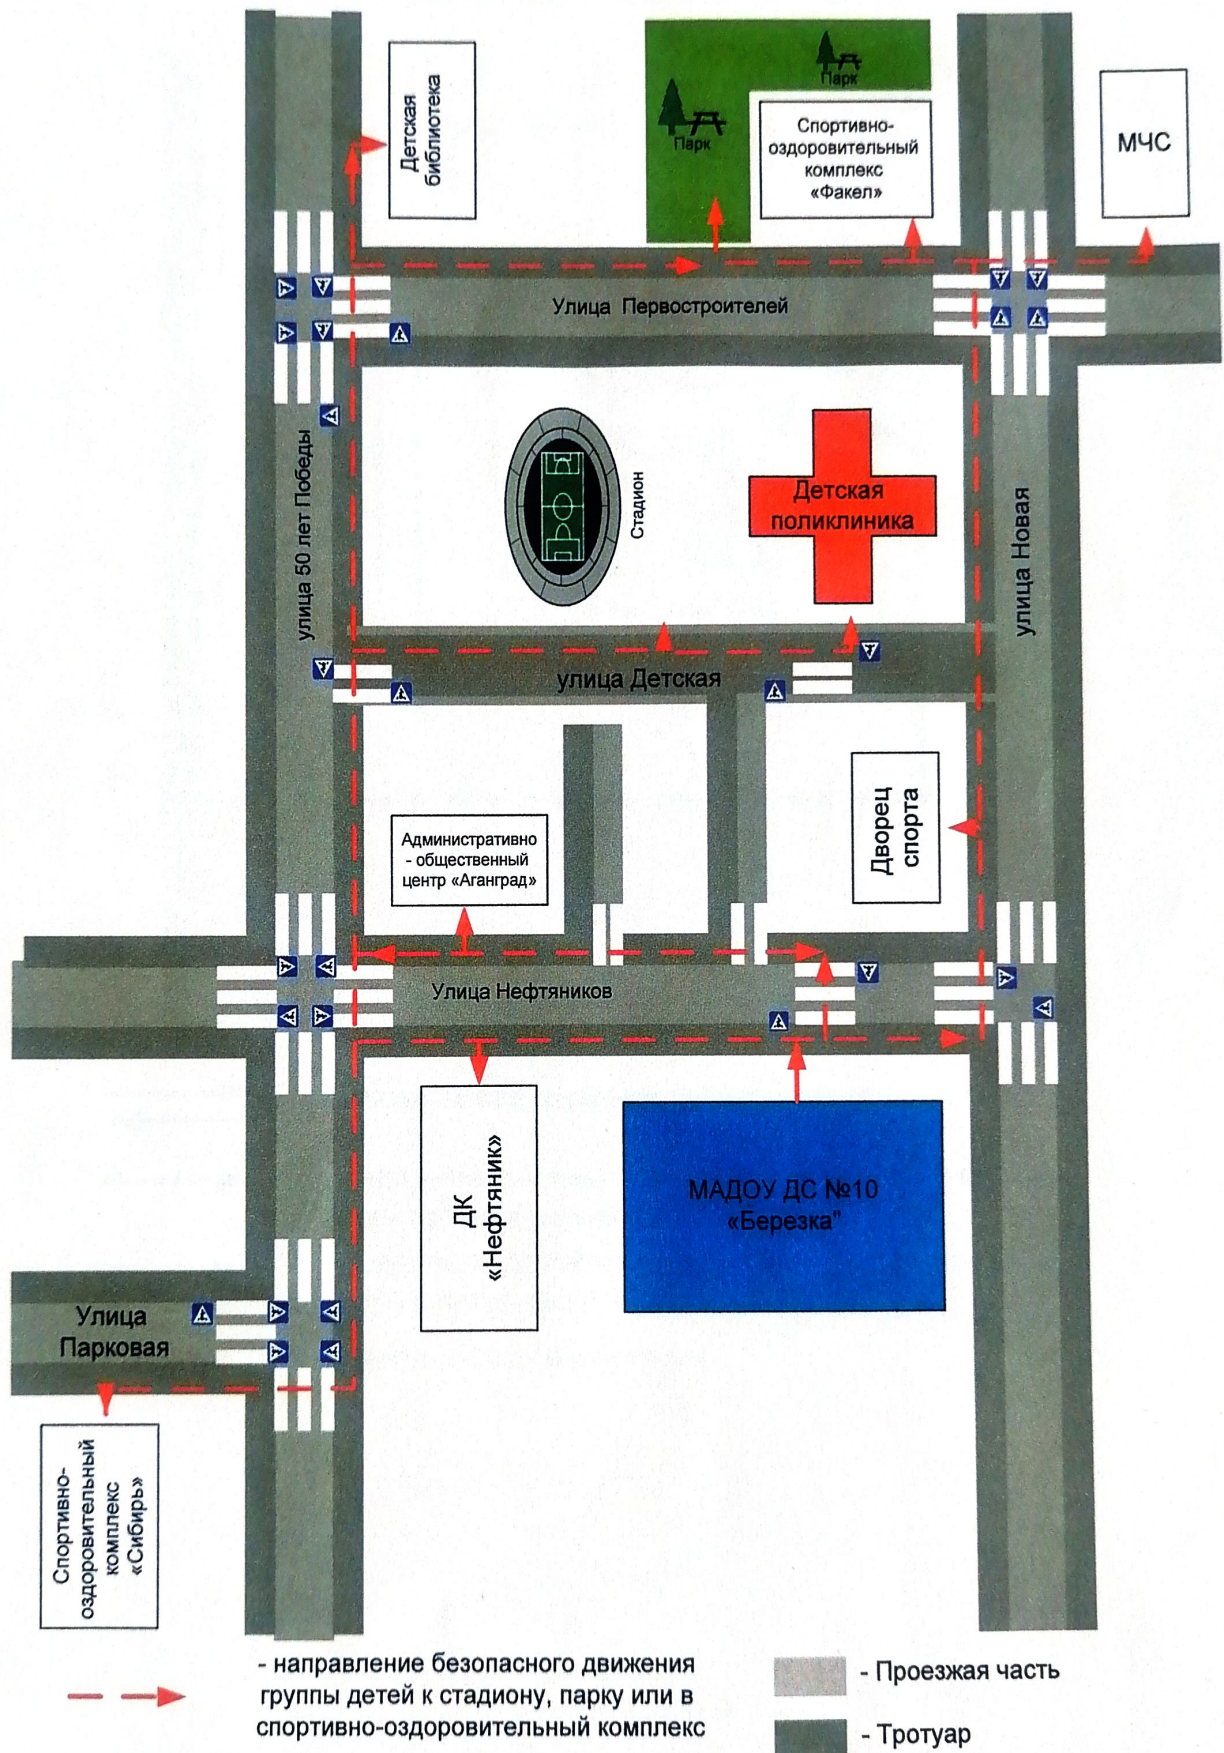 Детская
библиотека
Парк
Парк
Спортивно-
оздоровительный
комплекс
«Факел»
МЧС
Улица Первостроителей
улица 50 лет Победы
Стадион
Детская
поликлиника
улица Новая
улица Детская
Административно
- общественный
центр «Аганград»
Дворец
спорта
Улица Нефтяников
ДК
«Нефтяник»
МАДОУ ДС №10
«Березка"
Улица
Парковая
Спортивно-
оздоровительный
комплекс
«Сибирь»
- направление безопасного движения
группы детей к стадиону, парку или в
спортивно-оздоровительный комплекс
- Проезжая часть
- Тротуар